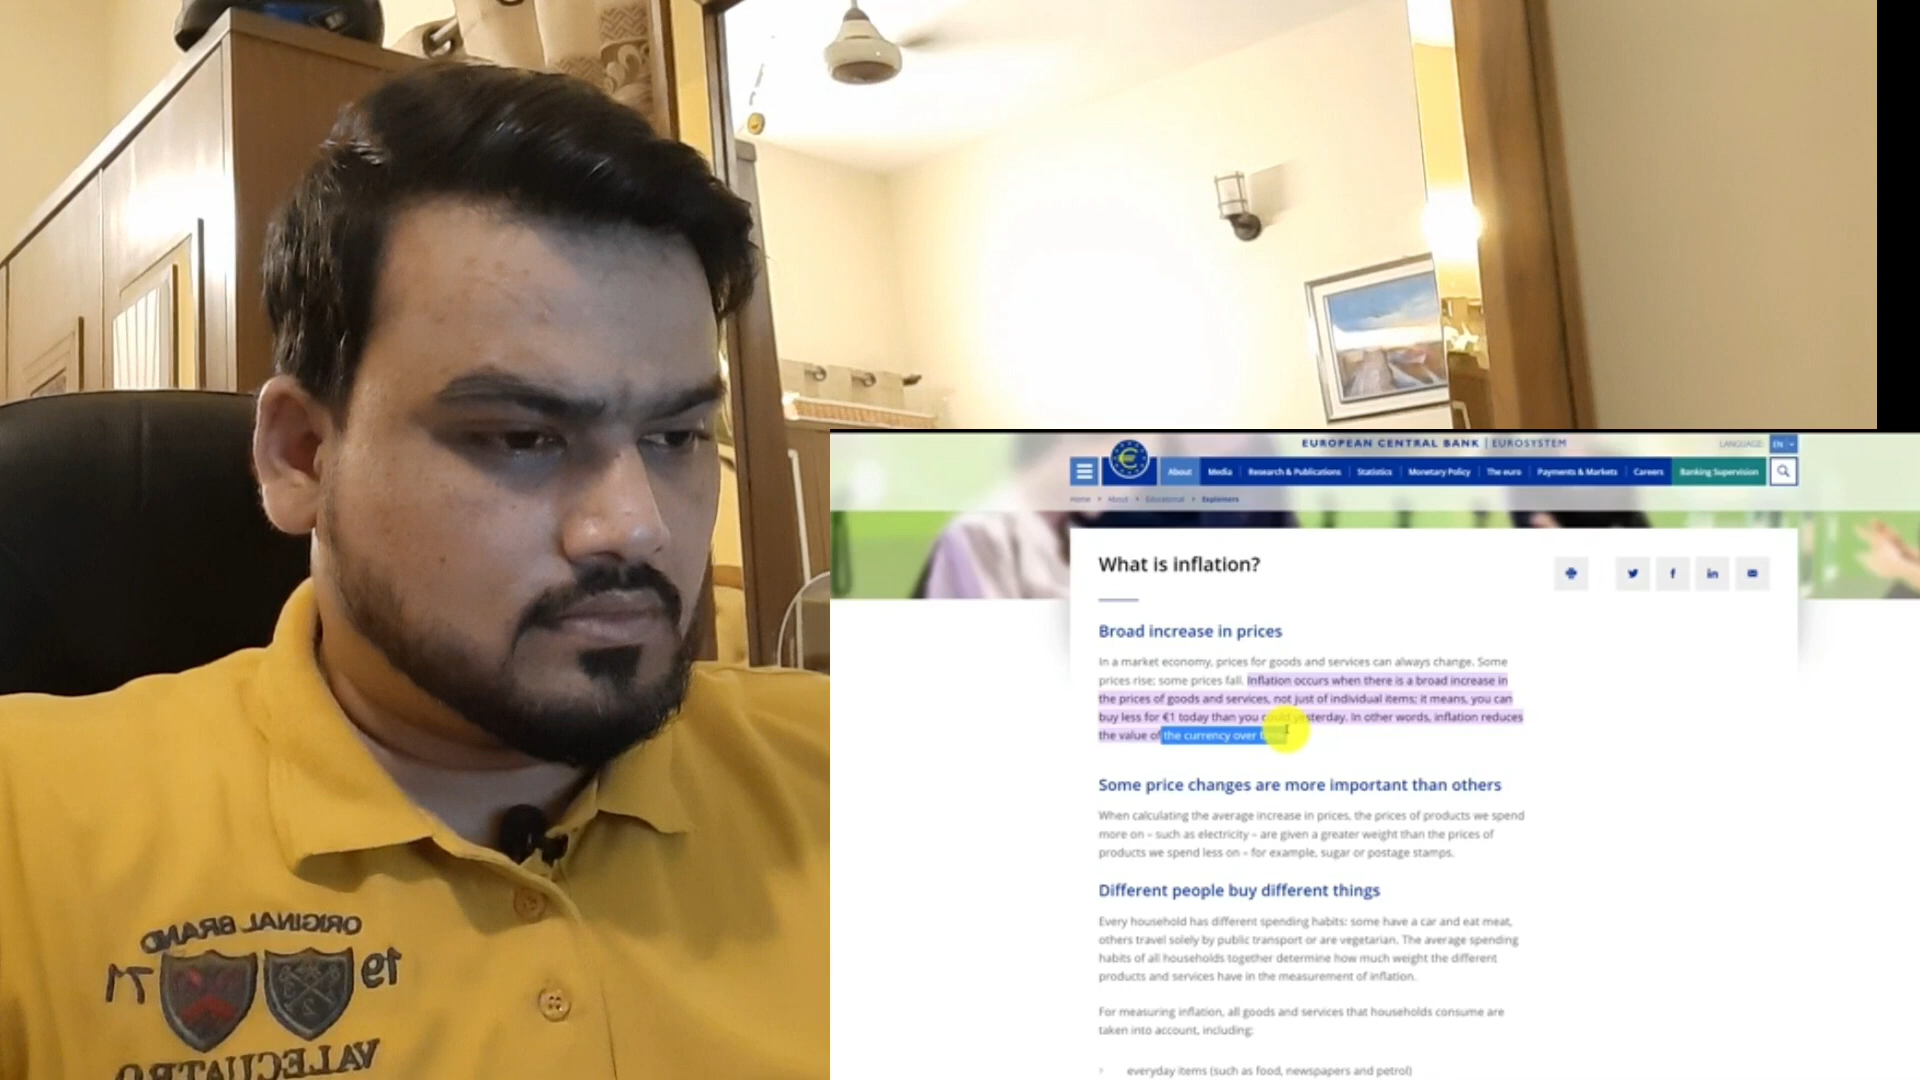 EUROPEAN CENTRAL BANK | EUROSYSTEM
LANGUAGE: EN
About Media Research & Publications Statistics Monetary Policy The euro Payments & Markets Careers Banking Supervision
Home About Educational Explainers
What is inflation?
Broad increase in prices
In a market economy, prices for goods and services can always change. Some
prices rise; some prices fall. Inflation occurs when there is a broad increase in
the prices of goods and services, not just of individual items; it means, you can
buy less for €1 today than you could yesterday. In other words, inflation reduces
the value of the currency over time.
Some price changes are more important than others
When calculating the average increase in prices, the prices of products we spend
more on – such as electricity – are given a greater weight than the prices of
products we spend less on – for example, sugar or postage stamps.
Different people buy different things
Every household has different spending habits: some have a car and eat meat,
others travel solely by public transport or are vegetarian. The average spending
habits of all households together determine how much weight the different
products and services have in the measurement of inflation.
For measuring inflation, all goods and services that households consume are
taken into account, including:
everyday items (such as food, newspapers and petrol)
ORIGINAL BRAND
19 71
VALECUATRO